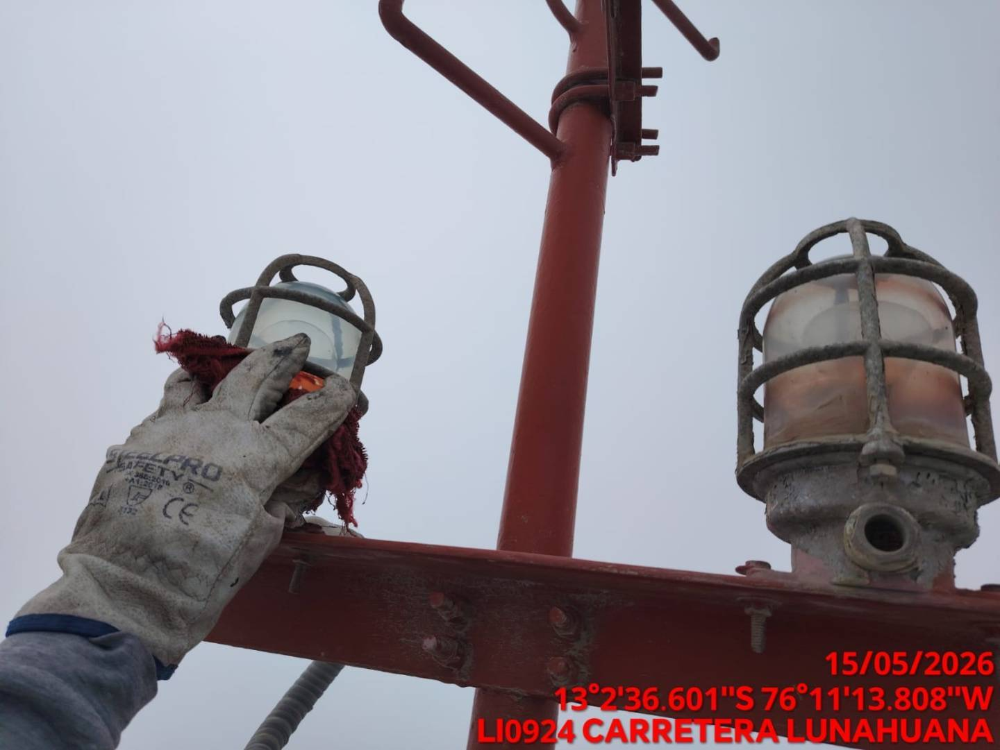 STEELPRO
SAFETY®
CE
15/05/2026
13°2'36.601"S 76°11'13.808"W
LI0924 CARRETERA LUNAHUANA